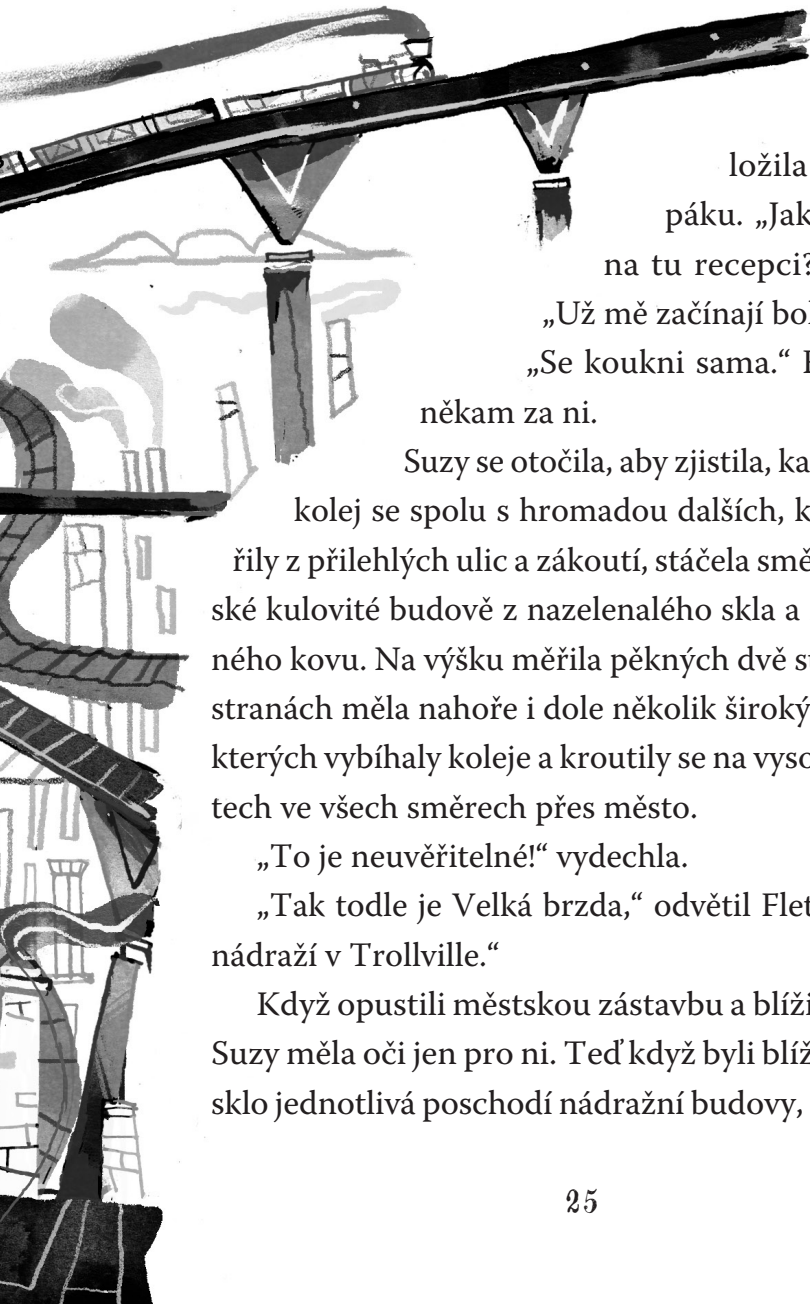 ložila
páku. „Jak
na tu recepci?
„Už mě začínají bol
„Se koukni sama.“
někam za ni.
Suzy se otočila, aby zjistila, ka
kolej se spolu s hromadou dalších, k
řily z přilehlých ulic a zákoutí, stáčela smě
ské kulovité budově z nazelenalého skla a
ného kovu. Na výšku měřila pěkných dvě s
stranách měla nahoře i dole několik široký
kterých vybíhaly koleje a kroutily se na vyso
tech ve všech směrech přes město.
„To je neuvěřitelné!“ vydechla.
„Tak todle je Velká brzda,“ odvětil Flet
nádraží v Trollville.“
Když opustili městskou zástavbu a blíži
Suzy měla oči jen pro ni. Teď když byli blíž
sklo jednotlivá poschodí nádražní budovy,
25